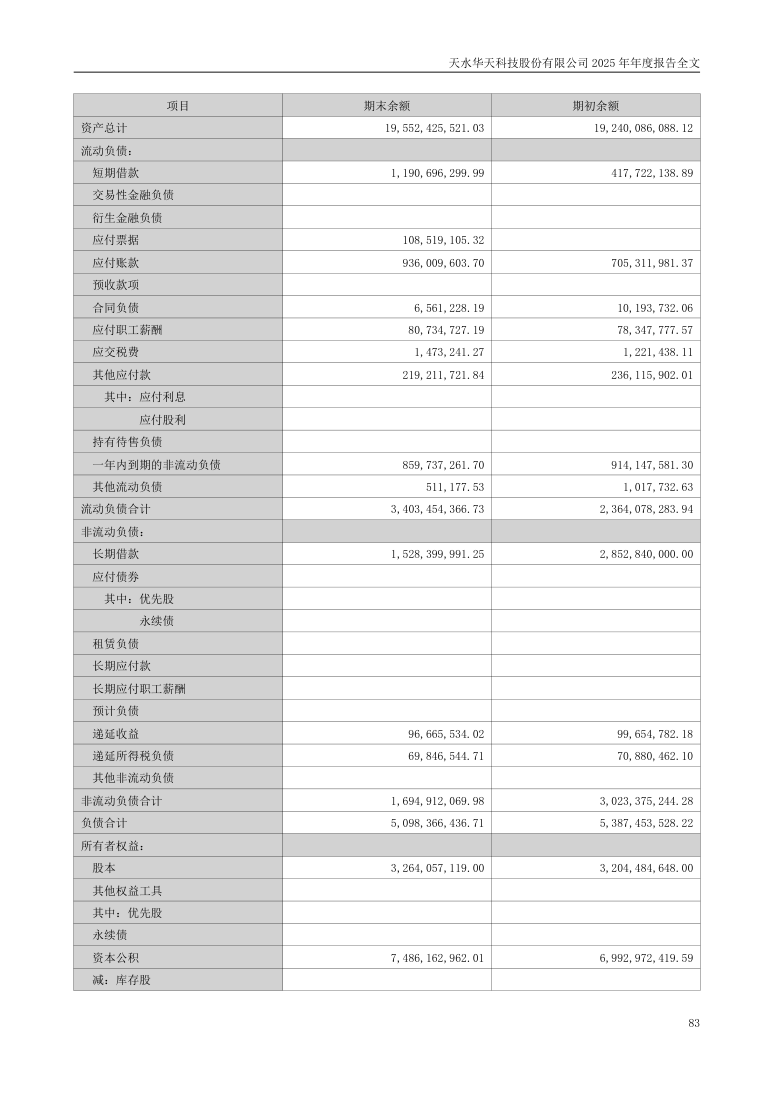 天水华天科技股份有限公司 2025 年年度报告全文
项目 期末余额 期初余额
资产总计 19,552,425,521.03 19,240,086,088.12
流动负债：
短期借款 1,190,696,299.99 417,722,138.89
交易性金融负债
衍生金融负债
应付票据 108,519,105.32
应付账款 936,009,603.70 705,311,981.37
预收款项
合同负债 6,561,228.19 10,193,732.06
应付职工薪酬 80,734,727.19 78,347,777.57
应交税费 1,473,241.27 1,221,438.11
其他应付款 219,211,721.84 236,115,902.01
其中：应付利息
应付股利
持有待售负债
一年内到期的非流动负债 859,737,261.70 914,147,581.30
其他流动负债 511,177.53 1,017,732.63
流动负债合计 3,403,454,366.73 2,364,078,283.94
非流动负债：
长期借款 1,528,399,991.25 2,852,840,000.00
应付债券
其中：优先股
永续债
租赁负债
长期应付款
长期应付职工薪酬
预计负债
递延收益 96,665,534.02 99,654,782.18
递延所得税负债 69,846,544.71 70,880,462.10
其他非流动负债
非流动负债合计 1,694,912,069.98 3,023,375,244.28
负债合计 5,098,366,436.71 5,387,453,528.22
所有者权益：
股本 3,264,057,119.00 3,204,484,648.00
其他权益工具
其中：优先股
永续债
资本公积 7,486,162,962.01 6,992,972,419.59
减：库存股
83